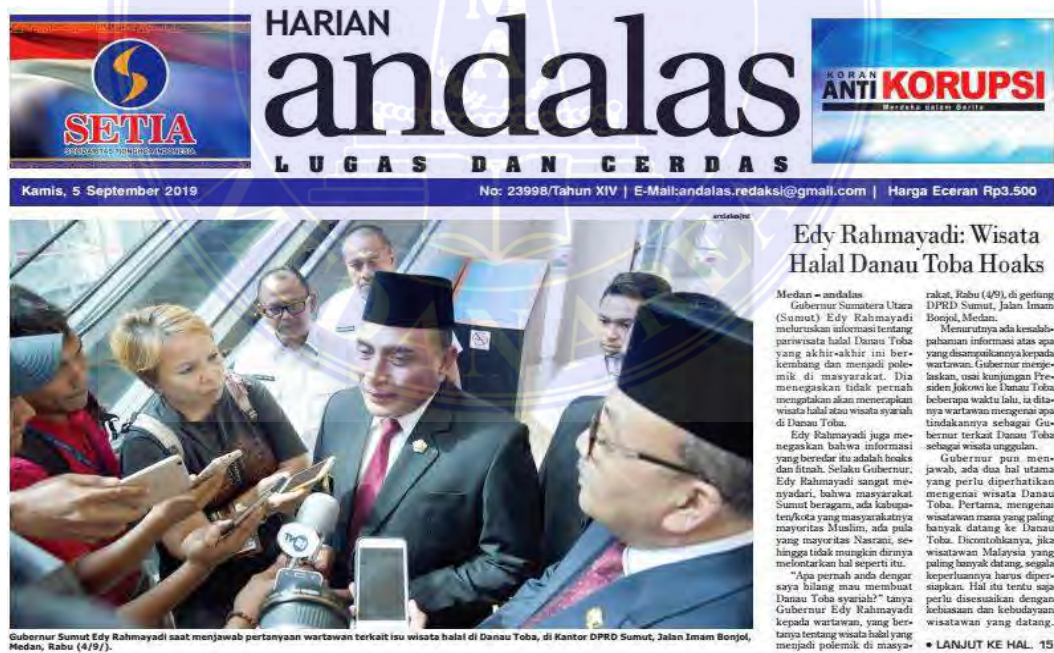 SETIA
SOLIDARITAS TIONGHOA INDONESIA
HARIAN
andalas
LUGAS DAN CERDAS
KORAN
ANTI KORUPSI
Merdeka dalam Berita
Kamis, 5 September 2019
No: 23998/Tahun XIV | E-Mail:andalas.redaksi@gmail.com | Harga Eceran Rp3.500
andalas/ist
Gubernur Sumut Edy Rahmayadi saat menjawab pertanyaan wartawan terkait isu wisata halal di Danau Toba, di Kantor DPRD Sumut, Jalan Imam Bonjol,
Medan, Rabu (4/9/).
Edy Rahmayadi: Wisata
Halal Danau Toba Hoaks
Medan - andalas
Gubernur Sumatera Utara
(Sumut) Edy Rahmayadi
meluruskan informasi tentang
pariwisata halal Danau Toba
yang akhir-akhir ini ber-
kembang dan menjadi pole-
mik di masyarakat. Dia
menegaskan tidak pernah
mengatakan akan menerapkan
wisata halal atau wisata syariah
di Danau Toba.
Edy Rahmayadi juga me-
negaskan bahwa informasi
yang beredar itu adalah hoaks
dan fitnah. Selaku Gubernur,
Edy Rahmayadi sangat me-
nyadari, bahwa masyarakat
Sumut beragam, ada kabupa-
ten/kota yang masyarakatnya
mayoritas Muslim, ada pula
yang mayoritas Nasrani, se-
hingga tidak mungkin dirinya
melontarkan hal seperti itu.
"Apa pernah anda dengar
saya bilang mau membuat
Danau Toba syariah?" tanya
Gubernur Edy Rahmayadi
kepada wartawan, yang ber-
tanya tentang wisata halal yang
menjadi polemik di masya-
rakat, Rabu (4/9), di gedung
DPRD Sumut, Jalan Imam
Bonjol, Medan.
Menurutnya ada kesalah-
pahaman informasi atas apa
yang disampaikannya kepada
wartawan. Gubernur menje-
laskan, usai kunjungan Pre-
siden Jokowi ke Danau Toba
beberapa waktu lalu, ia dita-
nya wartawan mengenai apa
tindakannya sebagai Gu-
bernur terkait Danau Toba
sebagai wisata unggulan.
Gubernur pun men-
jawab, ada dua hal utama
yang perlu diperhatikan
mengenai wisata Danau
Toba. Pertama, mengenai
wisatawan mana yang paling
banyak datang ke Danau
Toba. Dicontohkanya, jika
wisatawan Malaysia yang
paling banyak datang, segala
keperluannya harus diper-
siapkan. Hal itu tentu saja
perlu disesuaikan dengan
kebiasaan dan kebudayaan
wisatawan yang datang.
• LANJUT KE HAL. 15